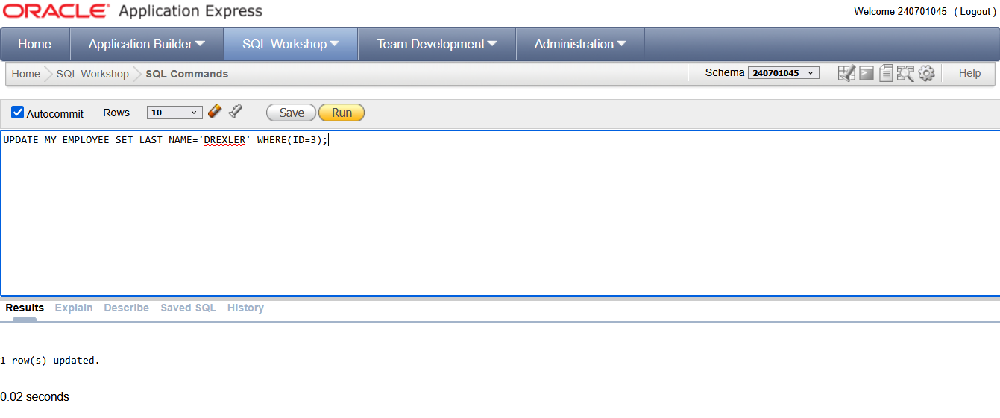 ORACLE Application Express
Welcome 240701045 ( Logout )
Home Application Builder SQL Workshop Team Development Administration
Home SQL Workshop SQL Commands Schema 240701045 Help
Autocommit Rows 10 Save Run
UPDATE MY_EMPLOYEE SET LAST_NAME='DREXLER' WHERE(ID=3);
Results Explain Describe Saved SQL History
1 row(s) updated.
0.02 seconds